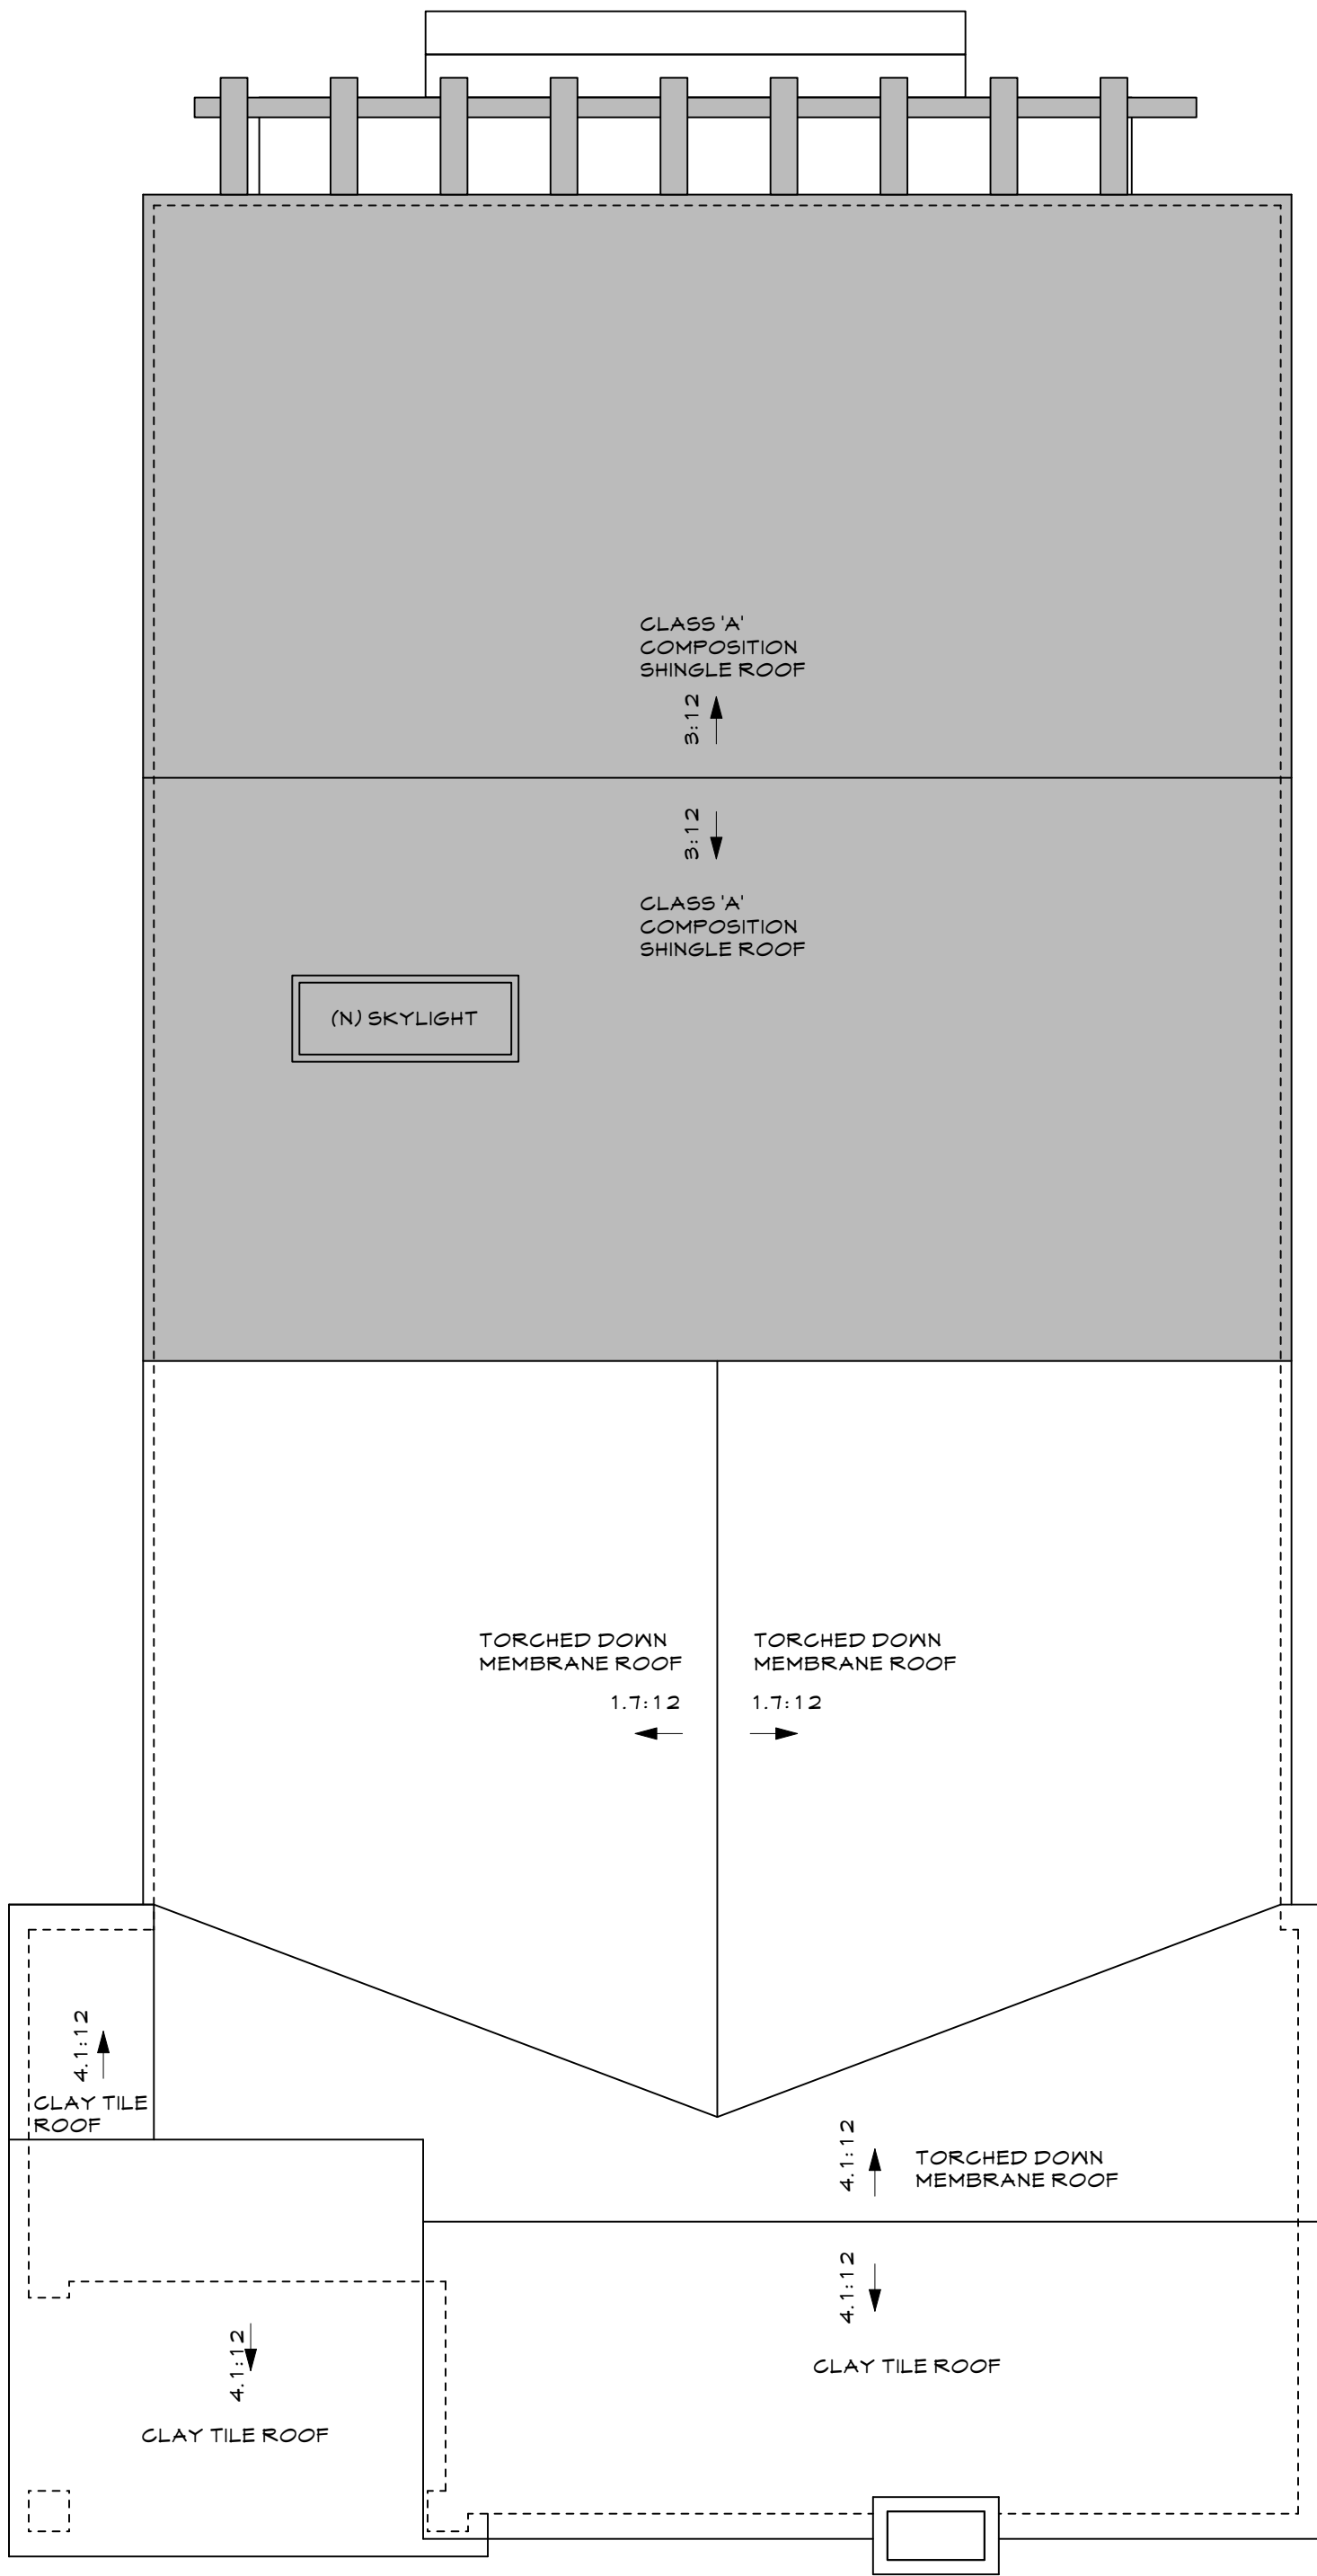 CLASS 'A'
COMPOSITION
SHINGLE ROOF
3:12
3:12
CLASS 'A'
COMPOSITION
SHINGLE ROOF
(N) SKYLIGHT
TORCHED DOWN
MEMBRANE ROOF
1.7:12
TORCHED DOWN
MEMBRANE ROOF
1.7:12
4.1:12
CLAY TILE
ROOF
4.1:12
TORCHED DOWN
MEMBRANE ROOF
4.1:12
CLAY TILE ROOF
4.1:12
CLAY TILE ROOF